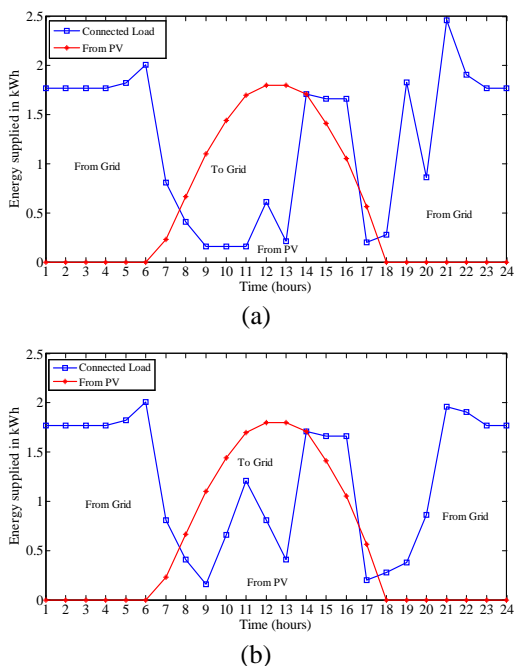 2.5
2
1.5
1
0.5
0
Energy supplied in kWh
Connected Load
From PV
From Grid
To Grid
From PV
From Grid
1 2 3 4 5 6 7 8 9 10 11 12 13 14 15 16 17 18 19 20 21 22 23 24
Time (hours)
(a)
2.5
2
1.5
1
0.5
0
Energy supplied in kWh
Connected Load
From PV
To Grid
From Grid
From Grid
From PV
1 2 3 4 5 6 7 8 9 10 11 12 13 14 15 16 17 18 19 20 21 22 23 24
Time (hours)
(b)